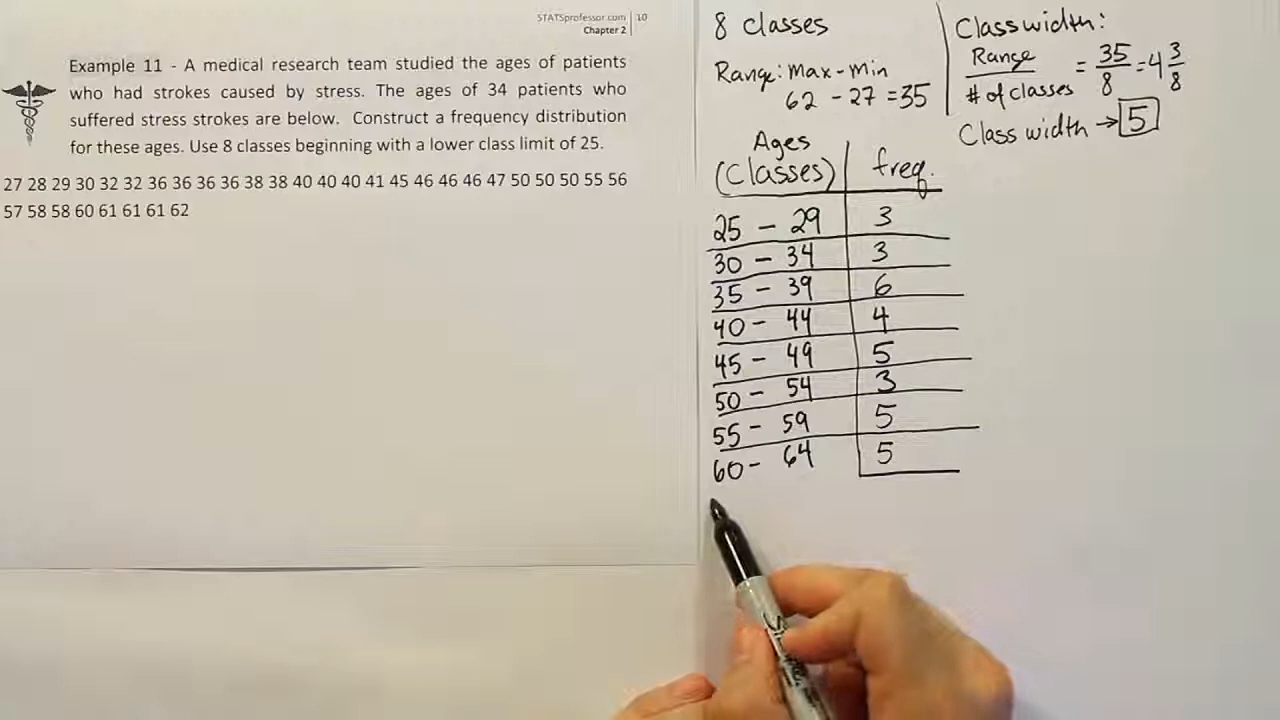 STATSprofessor.com 10
Chapter 2
Example 11 - A medical research team studied the ages of patients
who had strokes caused by stress. The ages of 34 patients who
suffered stress strokes are below. Construct a frequency distribution
for these ages. Use 8 classes beginning with a lower class limit of 25.
27 28 29 30 32 32 36 36 36 36 38 38 40 40 40 41 45 46 46 46 47 50 50 50 55 56
57 58 58 60 61 61 61 62
8 classes
Range: Max - Min
62 - 27 = 35
Class width:
Range = 35 = 4 3
# of classes 8 8
Class width → 5
Ages
(Classes) freq.
25 - 29 3
30 - 34 3
35 - 39 6
40 - 44 4
45 - 49 5
50 - 54 3
55 - 59 5
60 - 64 5